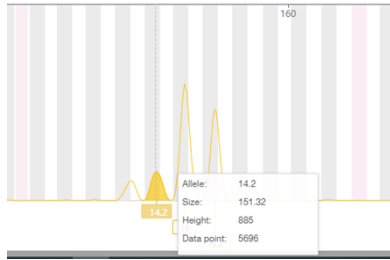 160
14.2
Allele: 14.2
Size: 151.32
Height: 885
Data point: 5696